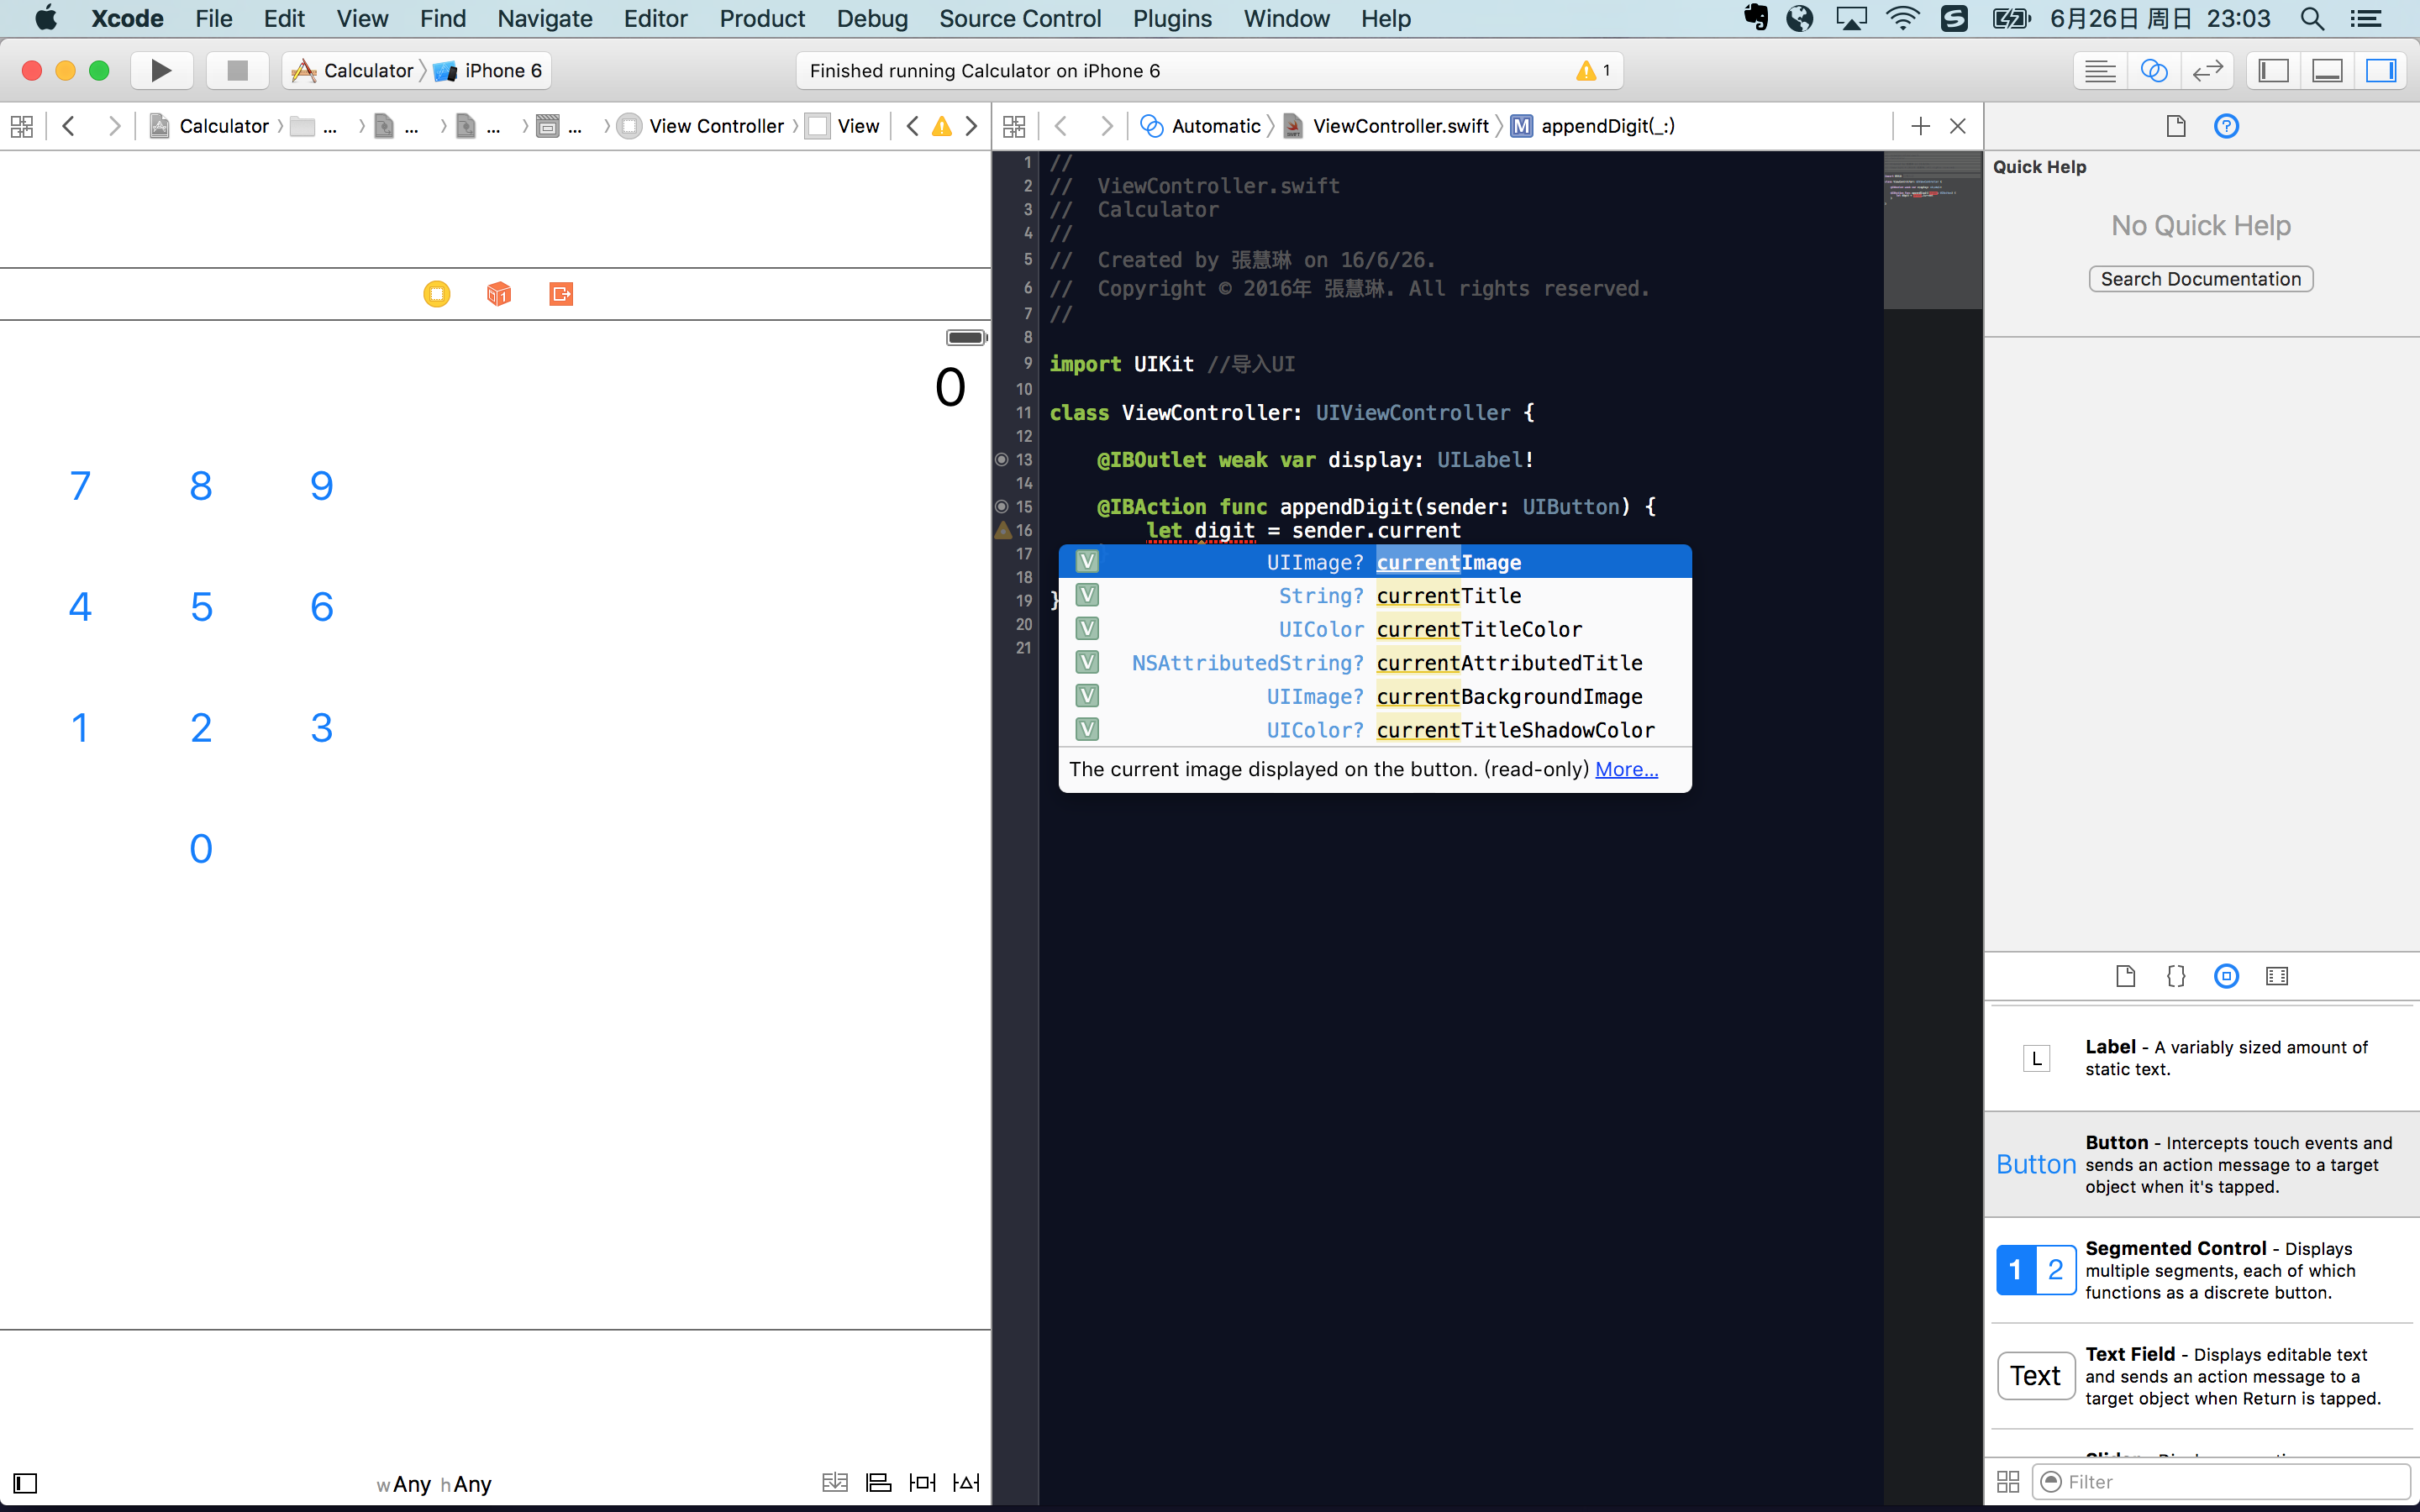 Xcode File Edit View Find Navigate Editor Product Debug Source Control Plugins Window Help 6月26日 周日 23:03
Calculator iPhone 6 Finished running Calculator on iPhone 6 1
Calculator ... ... ... ... View Controller View Automatic ViewController.swift M appendDigit(_:)
Quick Help
No Quick Help
Search Documentation
0
7 8 9
4 5 6
1 2 3
0
wAny hAny
1 //
2 //  ViewController.swift
3 //  Calculator
4 //
5 //  Created by 張慧琳 on 16/6/26.
6 //  Copyright © 2016年 張慧琳. All rights reserved.
7 //
8
9 import UIKit //导入UI
10
11 class ViewController: UIViewController {
12
13     @IBOutlet weak var display: UILabel!
14
15     @IBAction func appendDigit(sender: UIButton) {
16         let digit = sender.current
17
18
19 }
20
21
V UIImage? currentImage
V String? currentTitle
V UIColor currentTitleColor
V NSAttributedString? currentAttributedTitle
V UIImage? currentBackgroundImage
V UIColor? currentTitleShadowColor
The current image displayed on the button. (read-only) More...
L
Label - A variably sized amount of
static text.
Button
Button - Intercepts touch events and
sends an action message to a target
object when it's tapped.
1 2
Segmented Control - Displays
multiple segments, each of which
functions as a discrete button.
Text
Text Field - Displays editable text
and sends an action message to a
target object when Return is tapped.
Filter